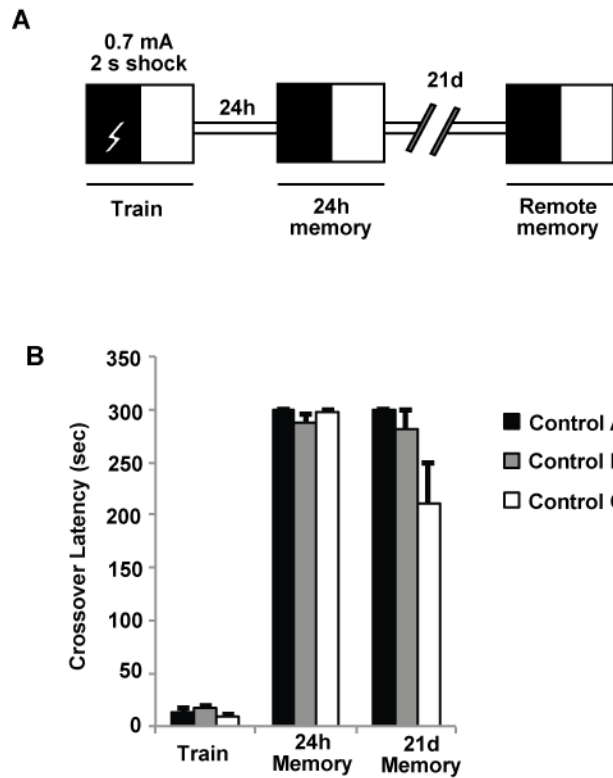 A
0.7 mA
2 s shock
24h
21d
Train
24h
memory
Remote
memory
B
350
300
250
200
150
100
50
0
Crossover Latency (sec)
Control A
Control
Control
Train
24h
Memory
21d
Memory